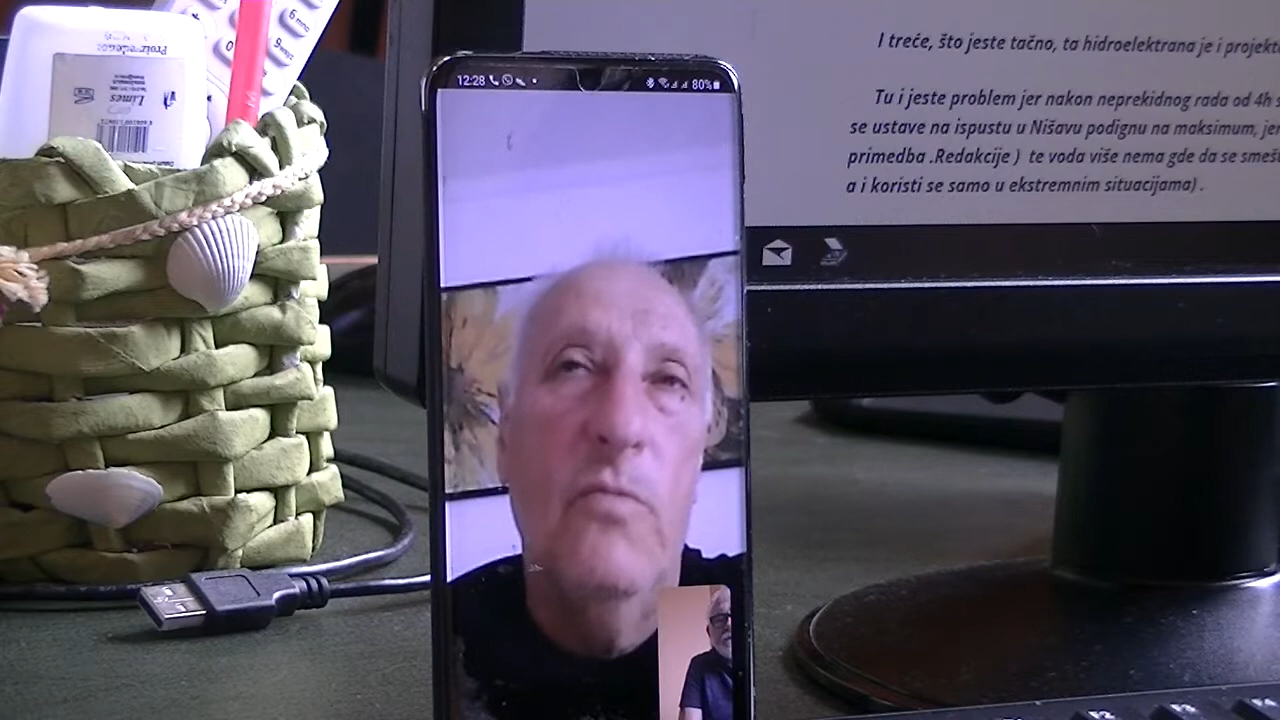 12:28
80%
Limes
I treće, što jeste tačno, ta hidroelektrana je i projekt
Tu i jeste problem jer nakon neprekidnog rada od 4h
se ustave na ispustu u Nišavu podignu na maksimum,
primedba .Redakcije ) te voda više nema gde da se smeš
a i koristi se samo u ekstremnim situacijama) .